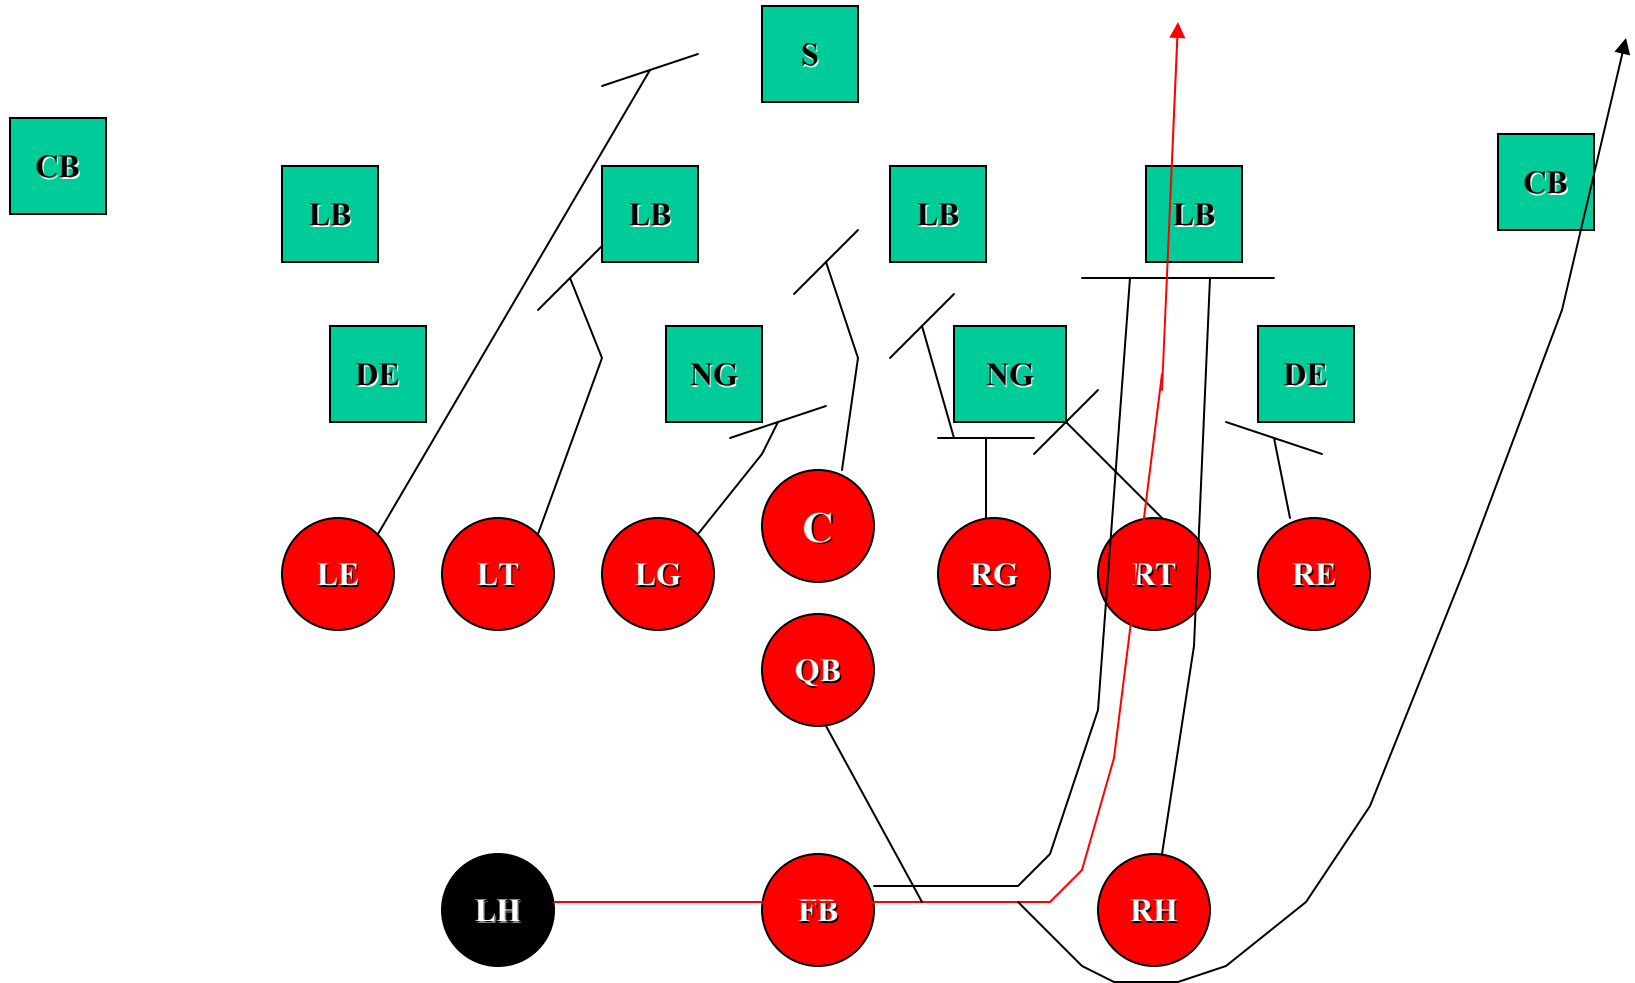 S
CB
CB
LB
LB
LB
LB
DE
NG
NG
DE
C
LE
LT
LG
RG
RT
RE
QB
LH
FB
RH